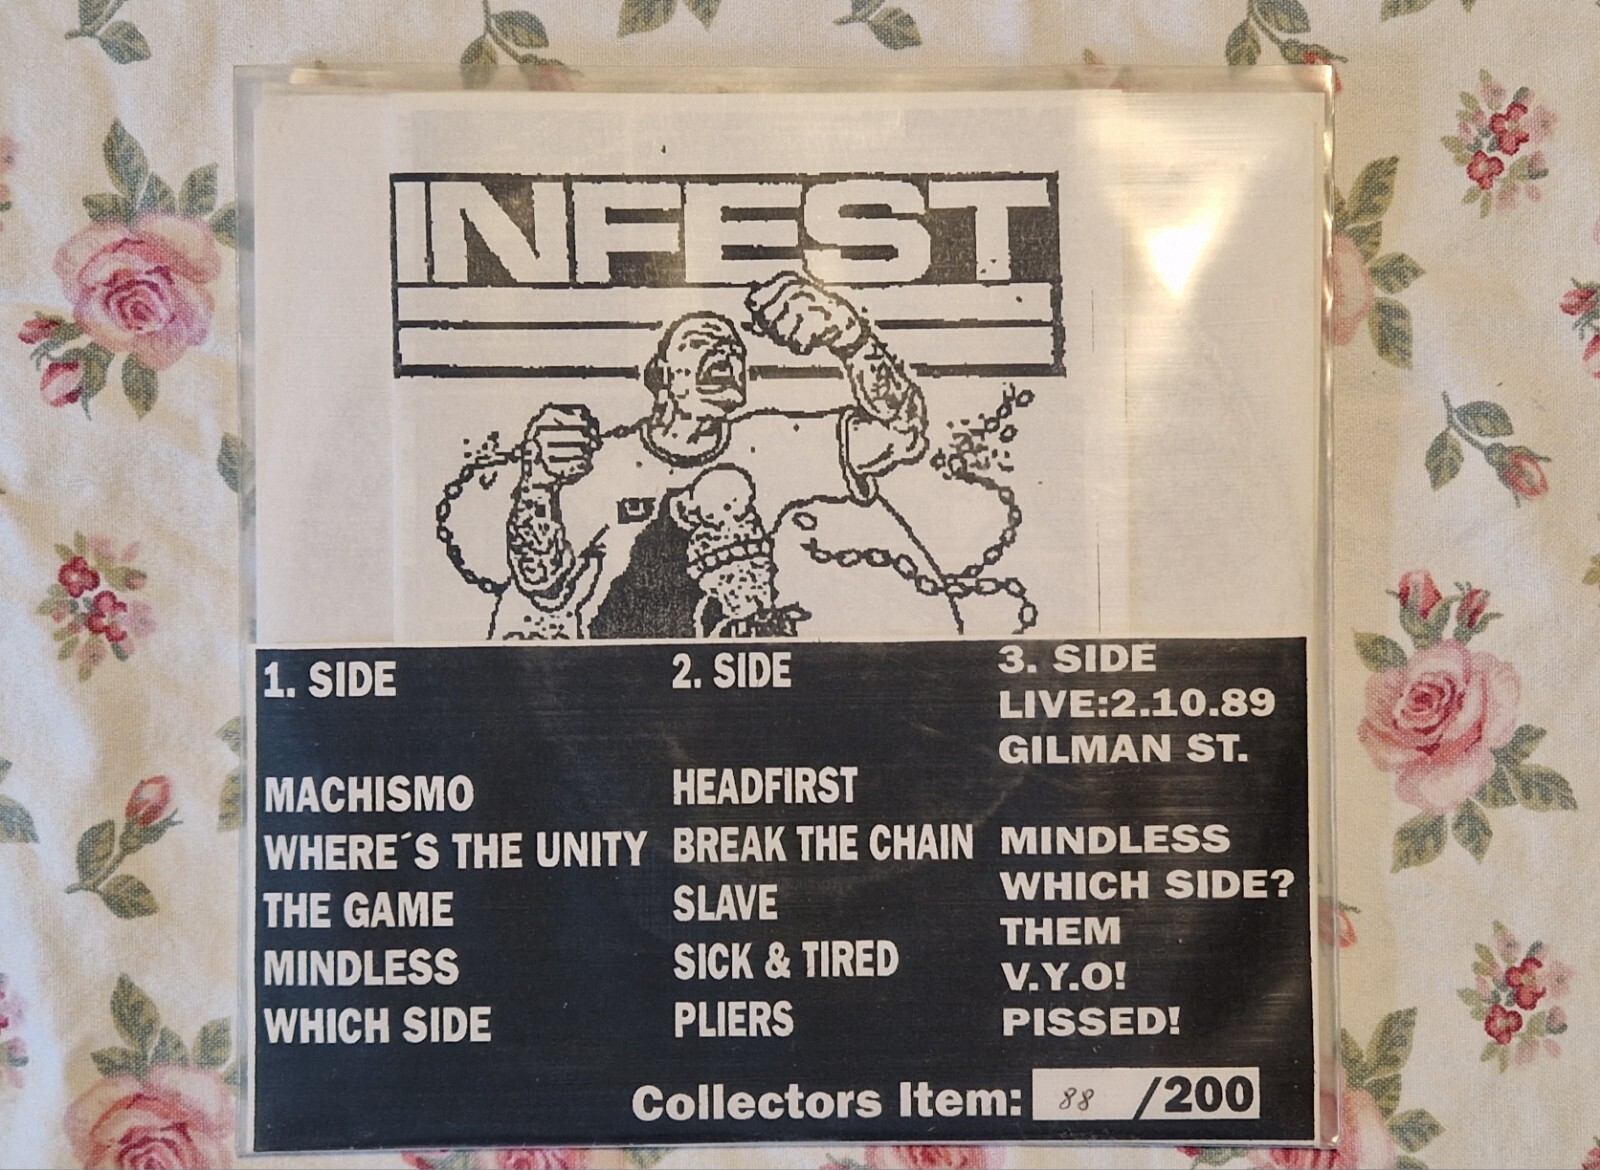 INFEST
1. SIDE
MACHISMO
WHERE´S THE UNITY
THE GAME
MINDLESS
WHICH SIDE
2. SIDE
HEADFIRST
BREAK THE CHAIN
SLAVE
SICK & TIRED
PLIERS
3. SIDE
LIVE:2.10.89
GILMAN ST.
MINDLESS
WHICH SIDE?
THEM
V.Y.O!
PISSED!
Collectors Item: 88 /200